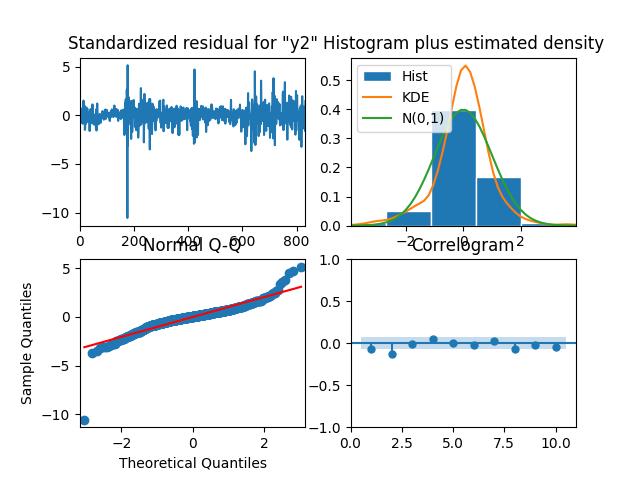 Standardized residual for "y2"
Histogram plus estimated density
5
0
−5
−10
0 200 400 600 800
0.5
0.4
0.3
0.2
0.1
0.0
−2 0 2
Hist
KDE
N(0,1)
Normal Q-Q
Correlogram
Sample Quantiles
5
0
−5
−10
−2 0 2
Theoretical Quantiles
1.0
0.5
0.0
−0.5
−1.0
0.0 2.5 5.0 7.5 10.0